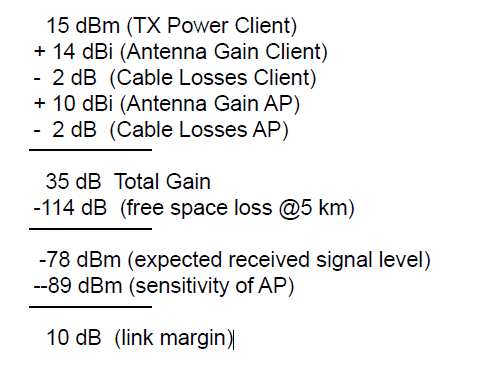 15 dBm (TX Power Client)
+ 14 dBi (Antenna Gain Client)
- 2 dB (Cable Losses Client)
+ 10 dBi (Antenna Gain AP)
- 2 dB (Cable Losses AP)
35 dB Total Gain
-114 dB (free space loss @5 km)
-78 dBm (expected received signal level)
--89 dBm (sensitivity of AP)
10 dB (link margin)